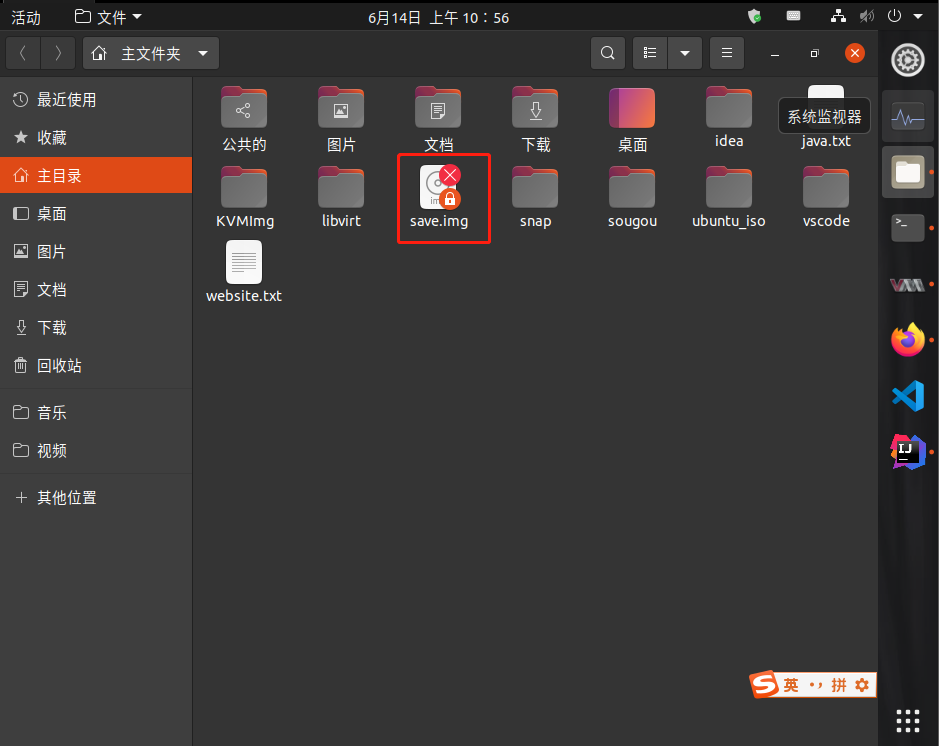 活动 文件 6月14日 上午 10：56
主文件夹
最近使用
收藏
主目录
桌面
图片
文档
下载
回收站
音乐
视频
其他位置
公共的 图片 文档 下载 桌面 idea java.txt
系统监视器
KVMImg libvirt save.img snap sougou ubuntu_iso vscode
website.txt
>_
IJ
S 英 拼